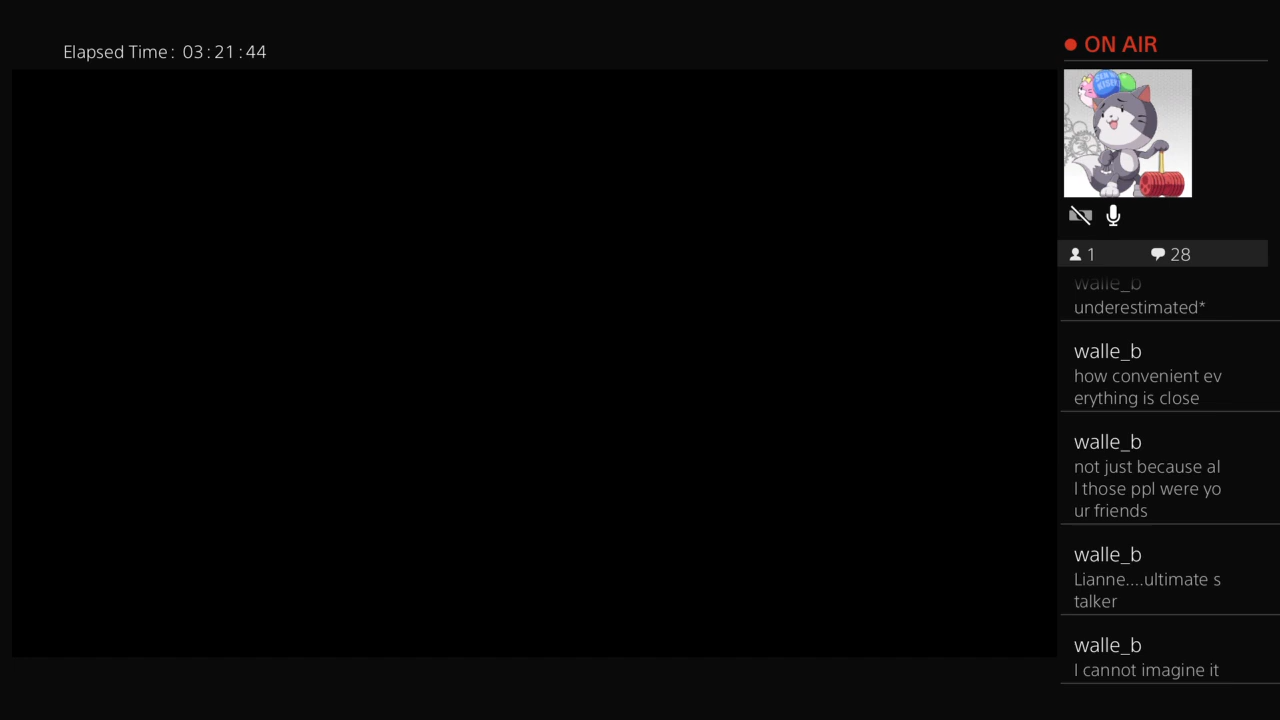 Elapsed Time: 03:21:44
ON AIR
1
28
walle_b
underestimated*
walle_b
how convenient ev
erything is close
walle_b
not just because al
l those ppl were yo
ur friends
walle_b
Lianne....ultimate s
talker
walle_b
I cannot imagine it